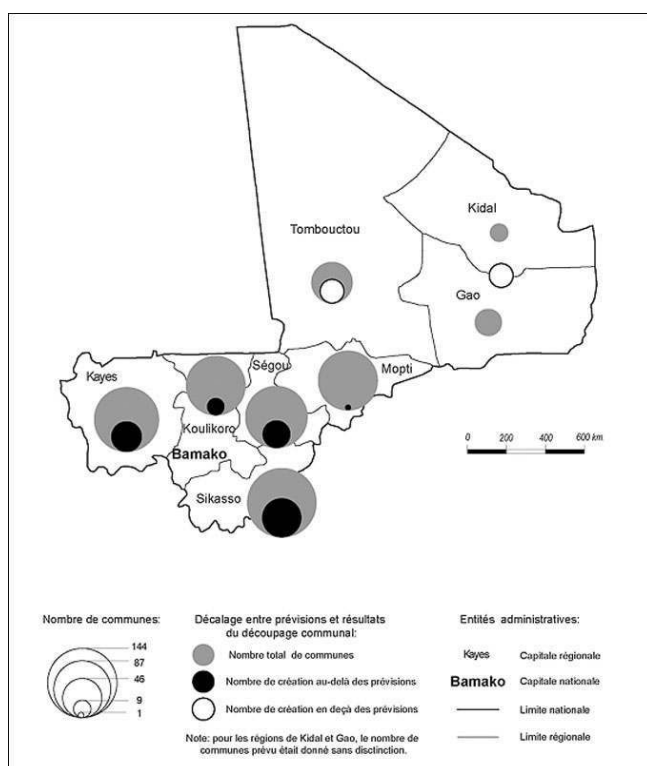 Kidal
Tombouctou
Gao
Ségou
Mopti
Kayes
Koulikoro
Bamako
Sikasso
0 200 400 600 km
Nombre de communes:
144
87
46
9
1
Décalage entre prévisions et résultats
du découpage communal:
Nombre total de communes
Nombre de création au-delà des prévisions
Nombre de création en deçà des prévisions
Note: pour les régions de Kidal et Gao, le nombre de
communes prévu était donné sans disctinction.
Entités administratives:
Kayes Capitale régionale
Bamako Capitale nationale
Limite nationale
Limite régionale